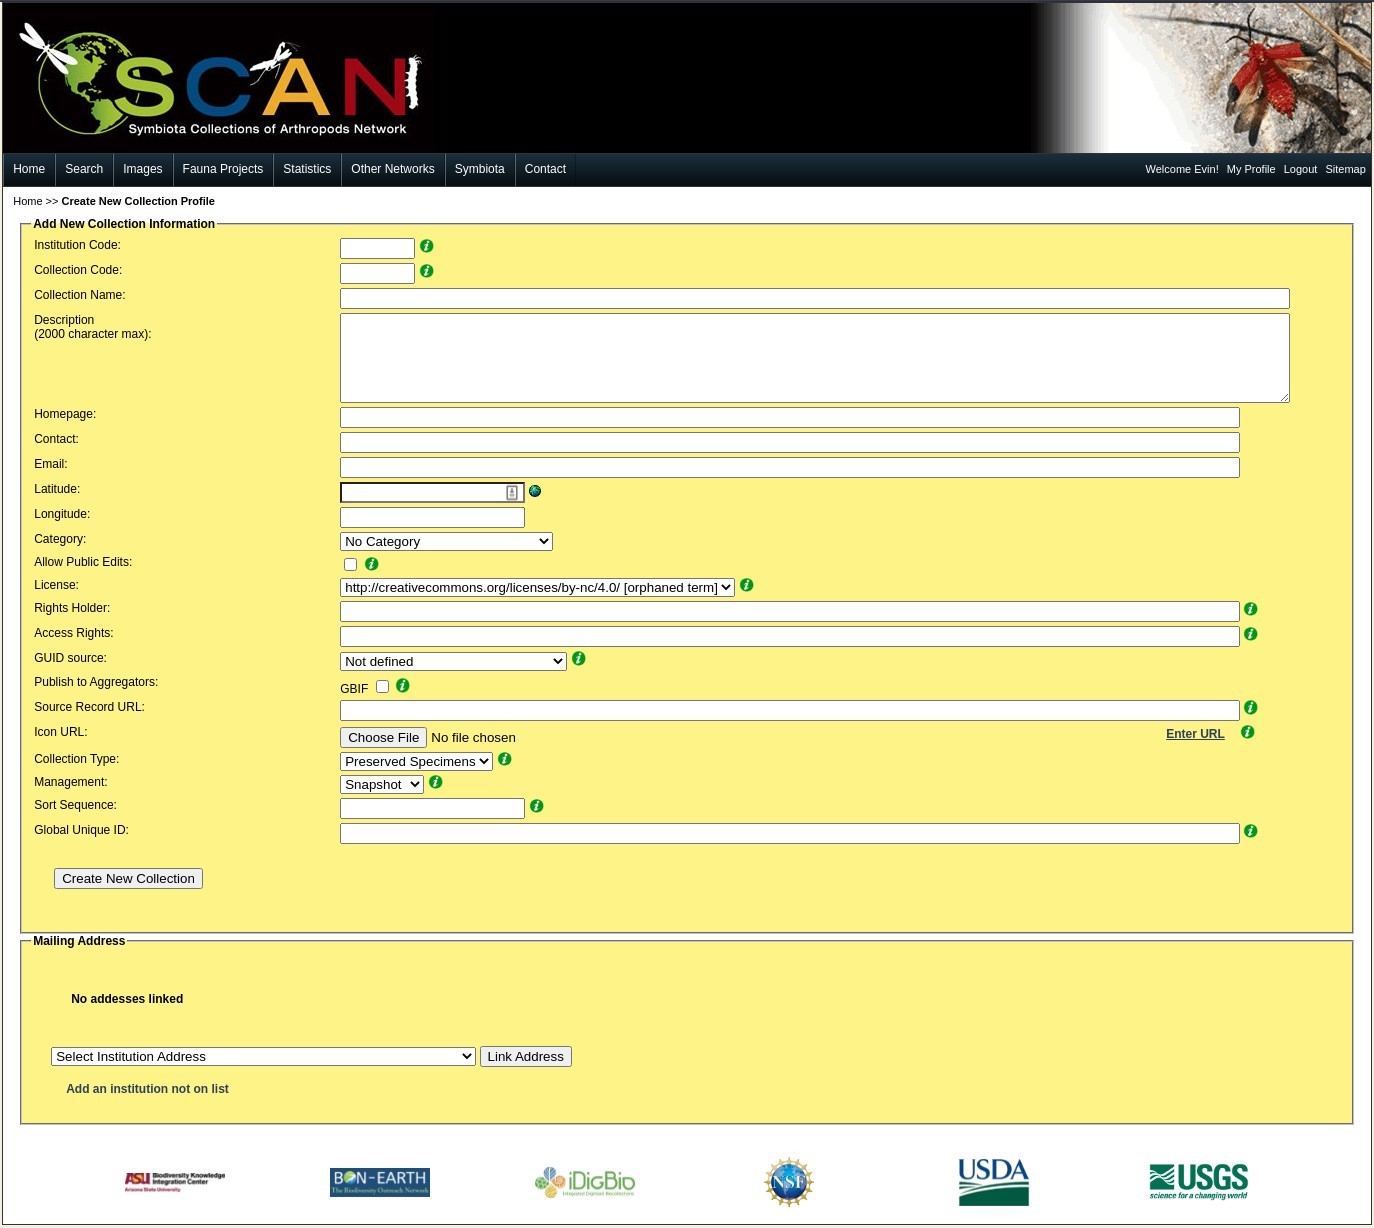 SCAN
Symbiota Collections of Arthropods Network
Home Search Images Fauna Projects Statistics Other Networks Symbiota Contact Welcome Evin! My Profile Logout Sitemap
Home >> Create New Collection Profile
Add New Collection Information
Institution Code:
Collection Code:
Collection Name:
Description
(2000 character max):
Homepage:
Contact:
Email:
Latitude:
Longitude:
Category: No Category
Allow Public Edits:
License: http://creativecommons.org/licenses/by-nc/4.0/ [orphaned term]
Rights Holder:
Access Rights:
GUID source: Not defined
Publish to Aggregators: GBIF
Source Record URL:
Icon URL: Choose File No file chosen Enter URL
Collection Type: Preserved Specimens
Management: Snapshot
Sort Sequence:
Global Unique ID:
Create New Collection
Mailing Address
No addesses linked
Select Institution Address Link Address
Add an institution not on list
ASU Biodiversity Knowledge
Integration Center
Arizona State University
BON-EARTH
The Biodiversity Outreach Network
iDigBio
Integrated Digitized Biocollections
NSF
USDA
USGS
science for a changing world